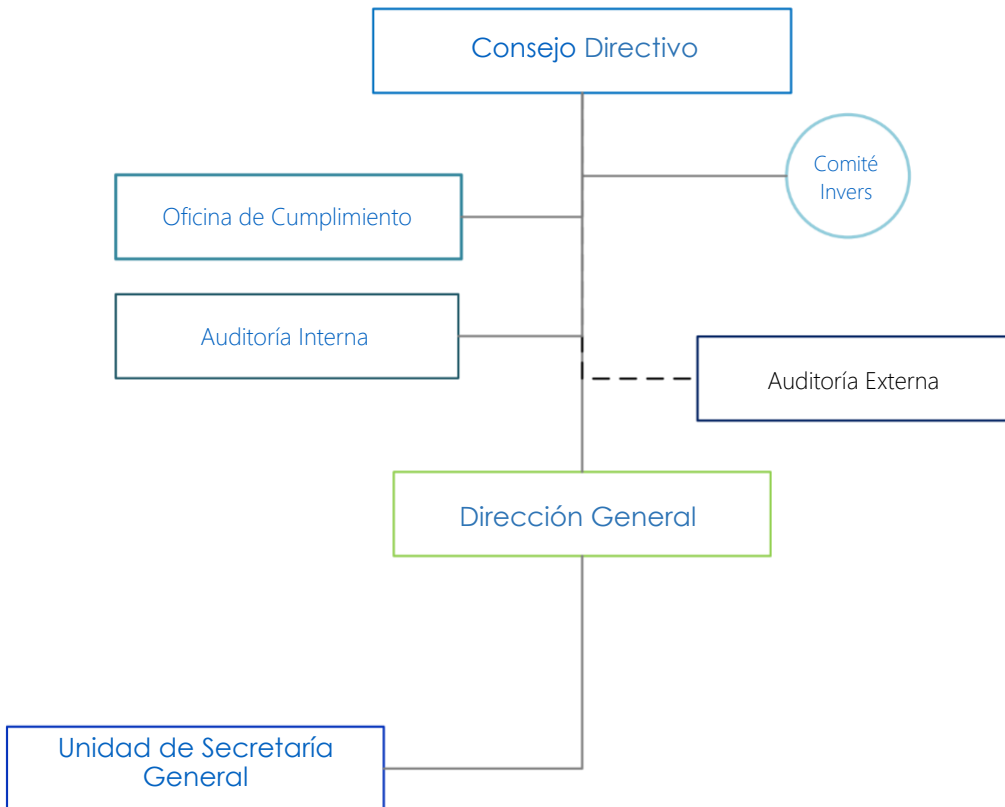 Consejo Directivo
Comité
Invers
Oficina de Cumplimiento
Auditoría Interna
Auditoría Externa
Dirección General
Unidad de Secretaría
General